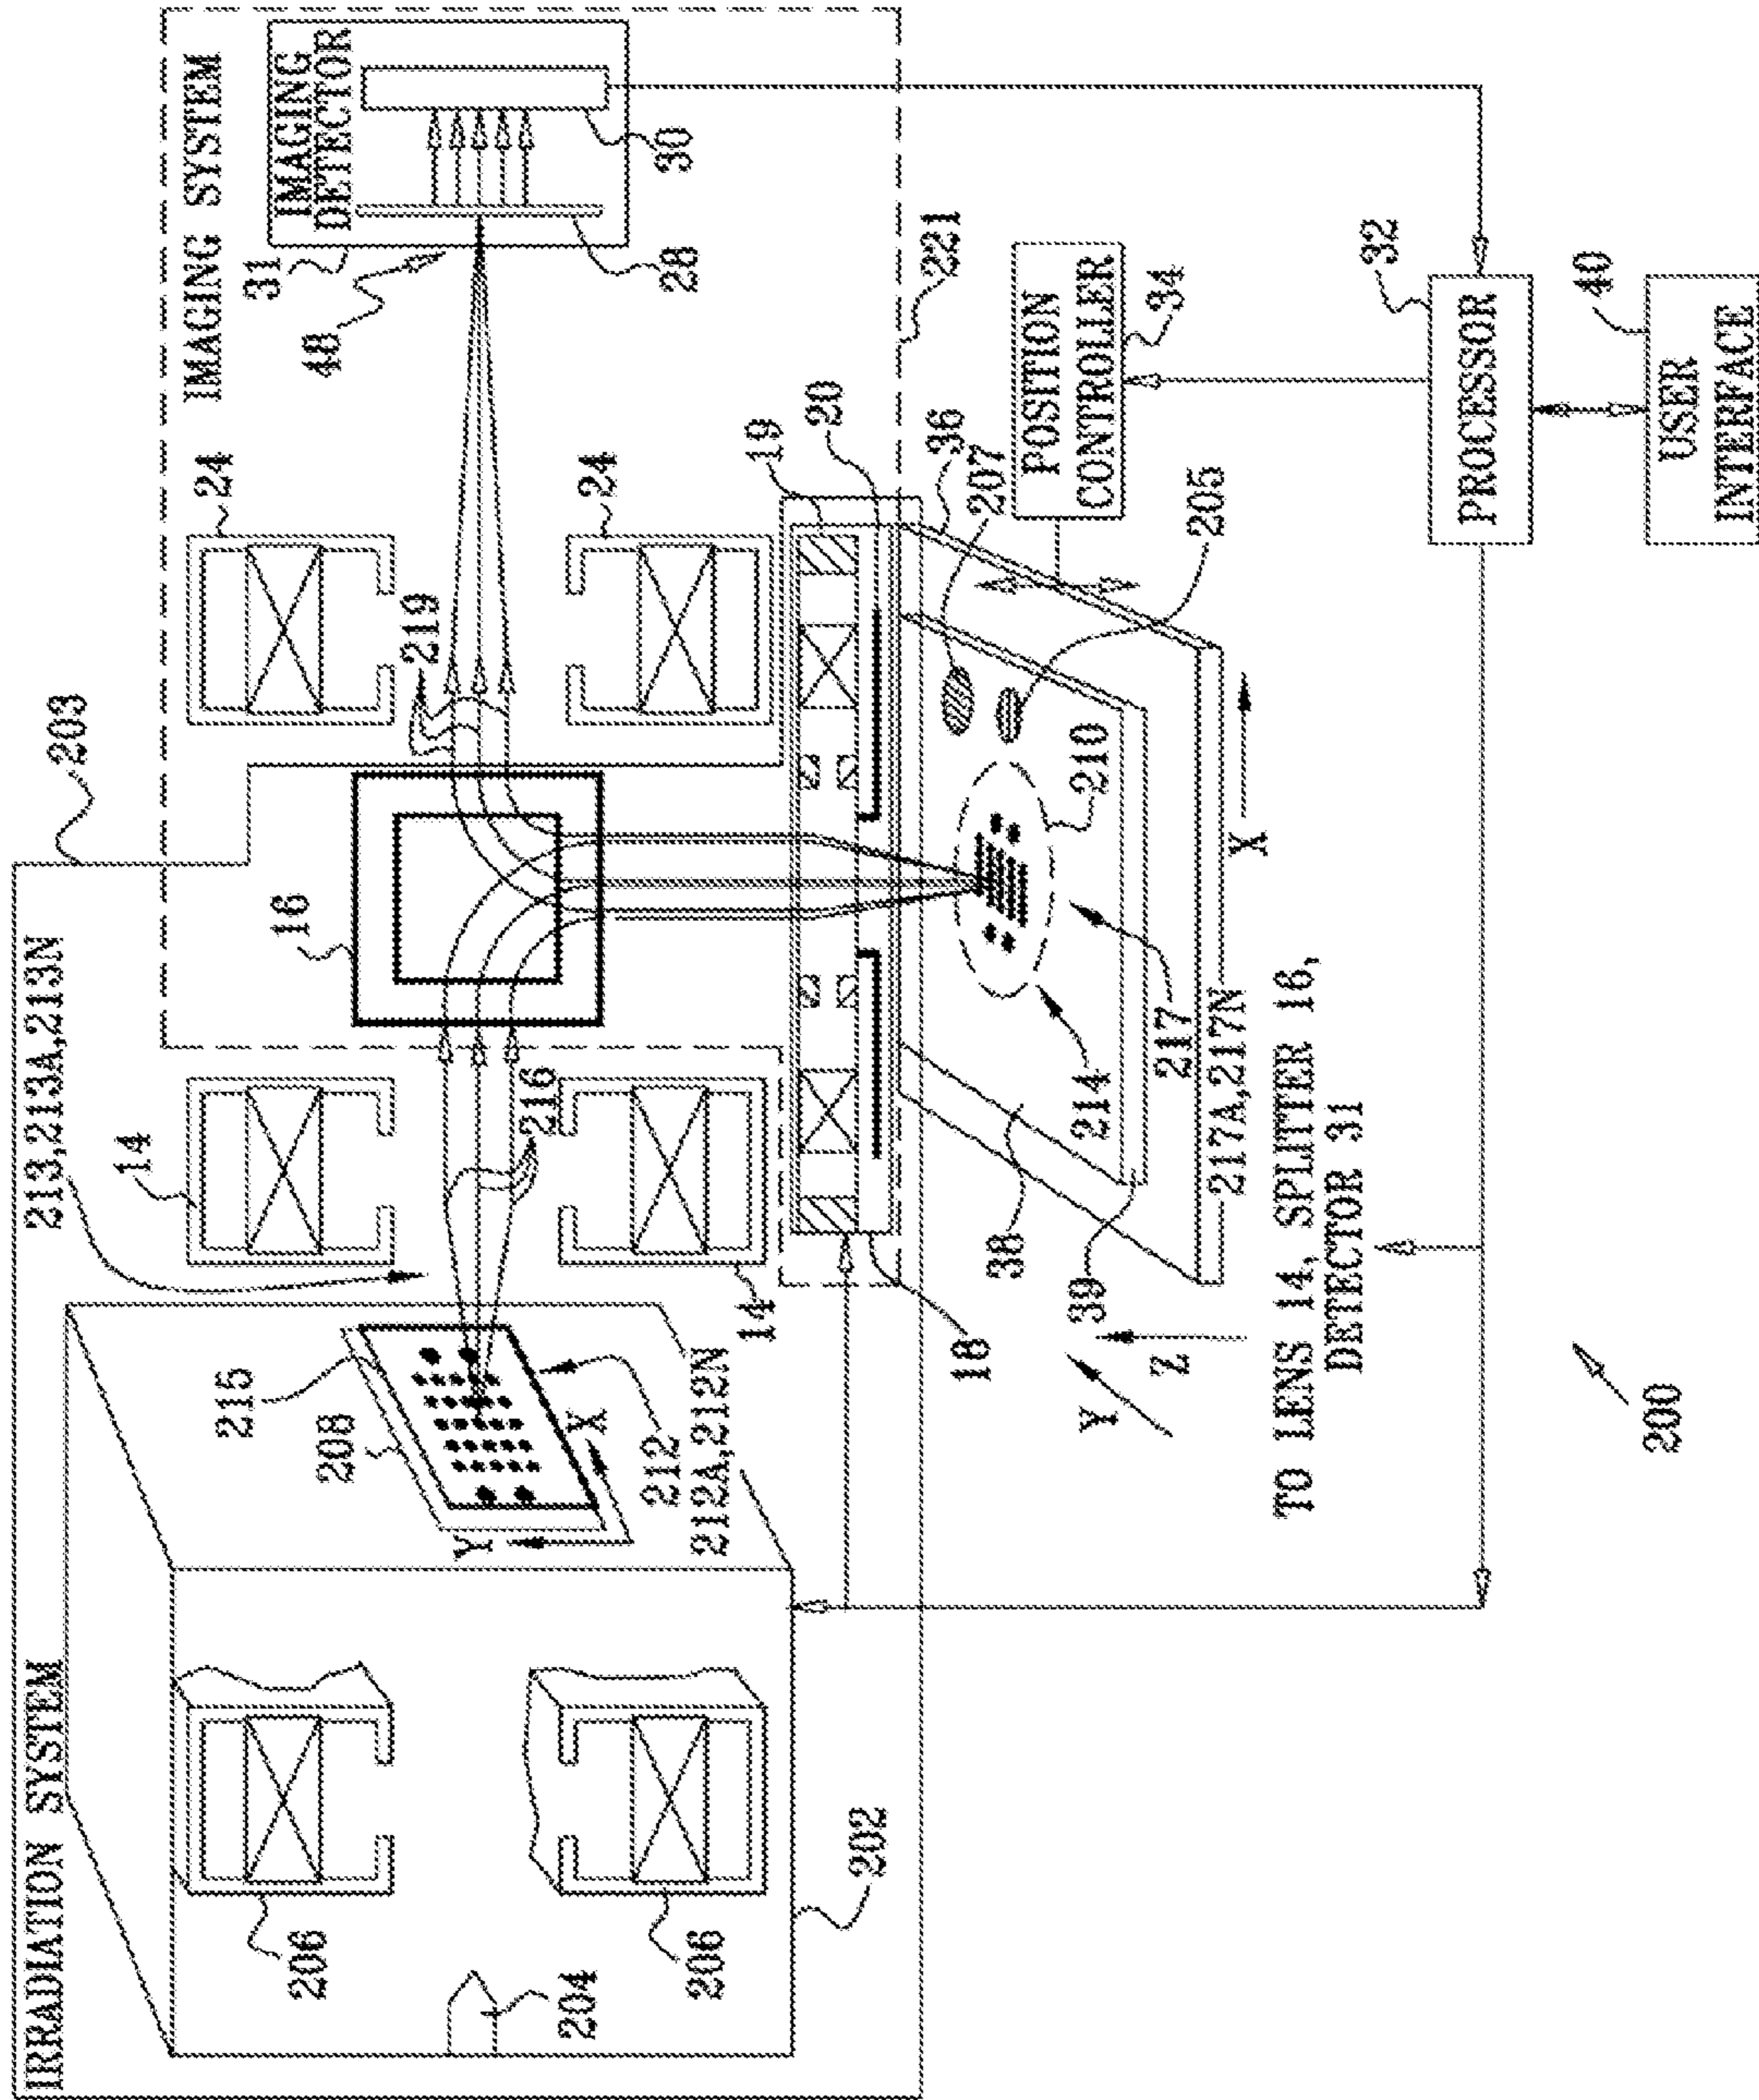 IRRADIATION SYSTEM
213,213A,213N
203
IMAGING SYSTEM
IMAGING
DETECTOR
14
16
24
31
48
30
28
215
208
216
219
206
Y
X
212
212A,212N
14
24
19
20
221
206
204
202
18
36
207
POSITION
CONTROLLER
34
205
210
38
39
214
217
217A,217N
X
Y
Z
TO LENS 14, SPLITTER 16,
DETECTOR 31
PROCESSOR
32
40
USER
INTERFACE
200